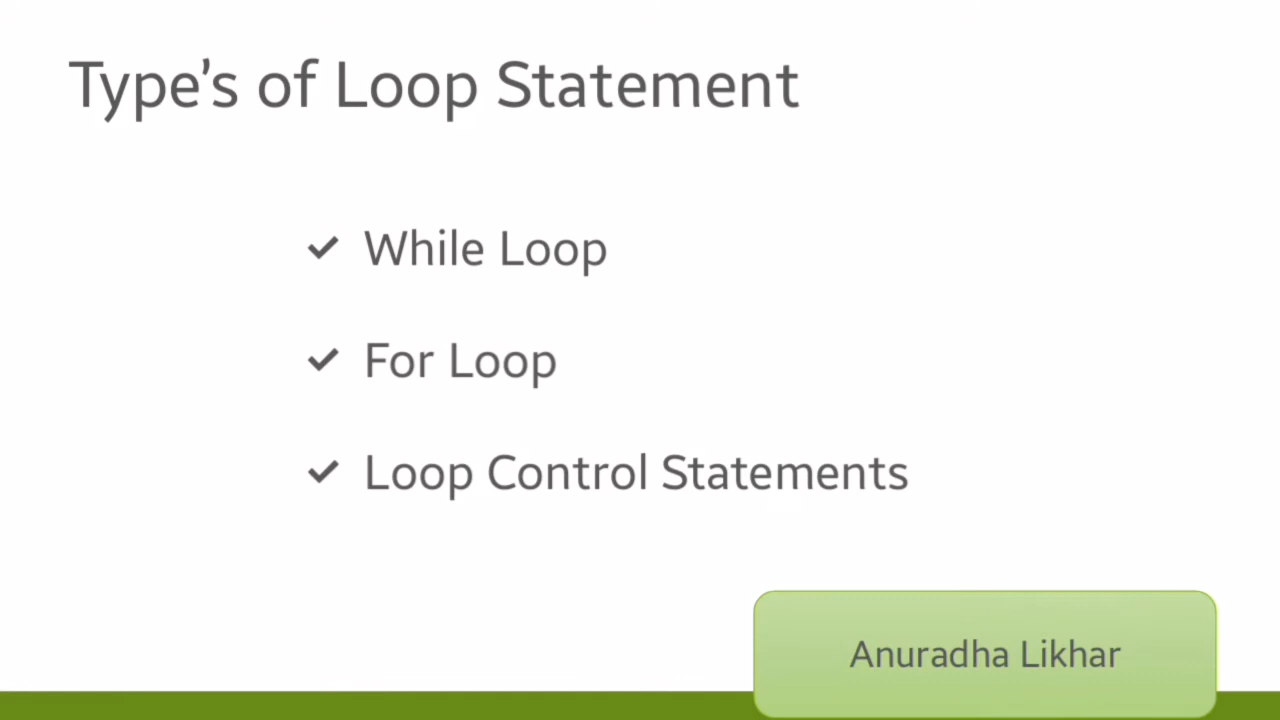 Type’s of Loop Statement
While Loop
For Loop
Loop Control Statements
Anuradha Likhar